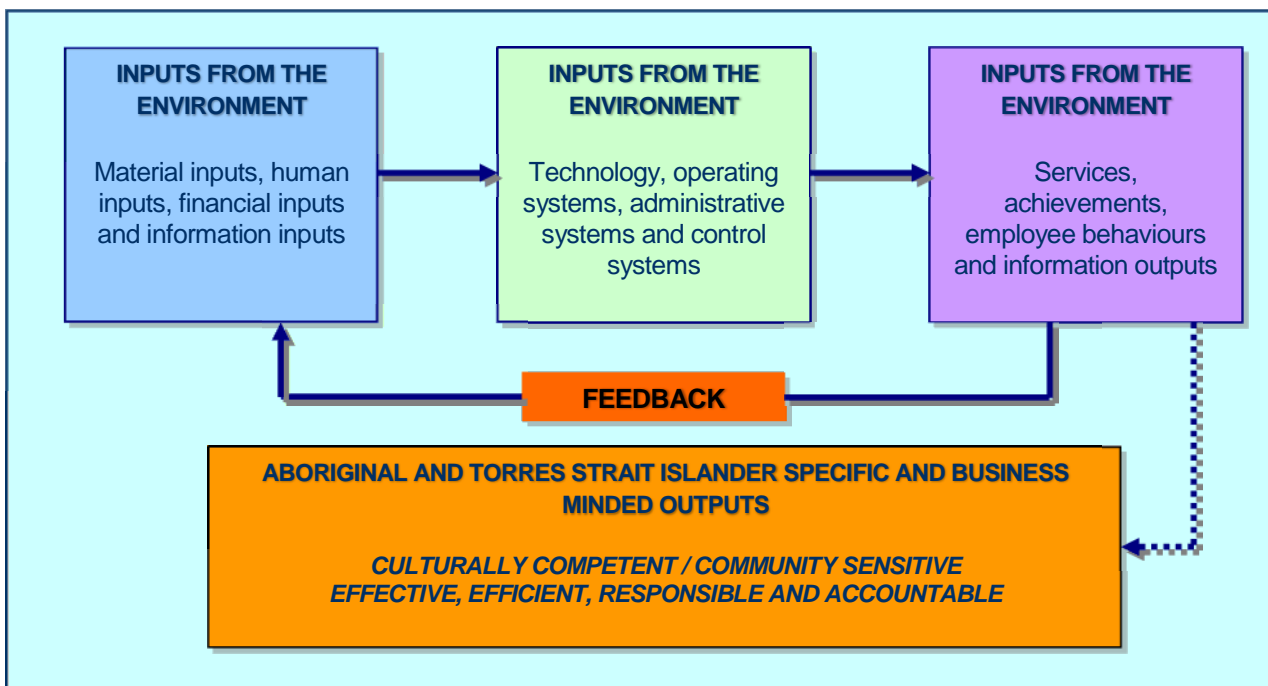 INPUTS FROM THE
ENVIRONMENT
Material inputs, human
inputs, financial inputs
and information inputs
INPUTS FROM THE
ENVIRONMENT
Technology, operating
systems, administrative
systems and control
systems
INPUTS FROM THE
ENVIRONMENT
Services,
achievements,
employee behaviours
and information outputs
FEEDBACK
ABORIGINAL AND TORRES STRAIT ISLANDER SPECIFIC AND BUSINESS
MINDED OUTPUTS
CULTURALLY COMPETENT / COMMUNITY SENSITIVE
EFFECTIVE, EFFICIENT, RESPONSIBLE AND ACCOUNTABLE